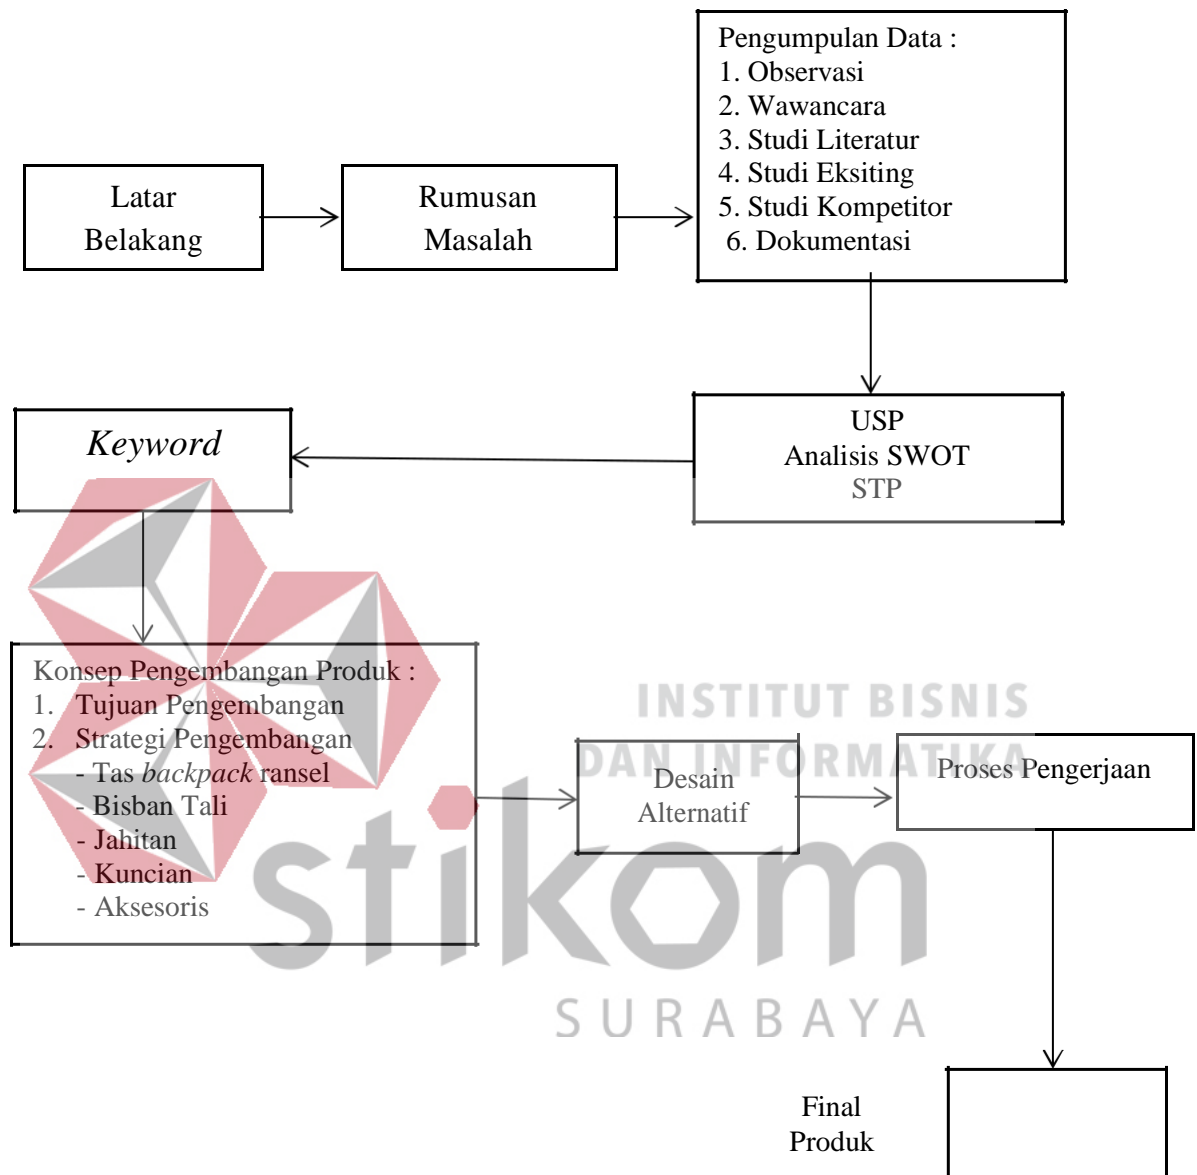 Latar
Belakang
Rumusan
Masalah
Pengumpulan Data :
1. Observasi
2. Wawancara
3. Studi Literatur
4. Studi Eksiting
5. Studi Kompetitor
6. Dokumentasi
USP
Analisis SWOT
STP
Keyword
Konsep Pengembangan Produk :
1. Tujuan Pengembangan
2. Strategi Pengembangan
- Tas backpack ransel
- Bisban Tali
- Jahitan
- Kuncian
- Aksesoris
Desain
Alternatif
Proses Pengerjaan
Final
Produk
INSTITUT BISNIS
DAN INFORMATIKA
stikom
SURABAYA